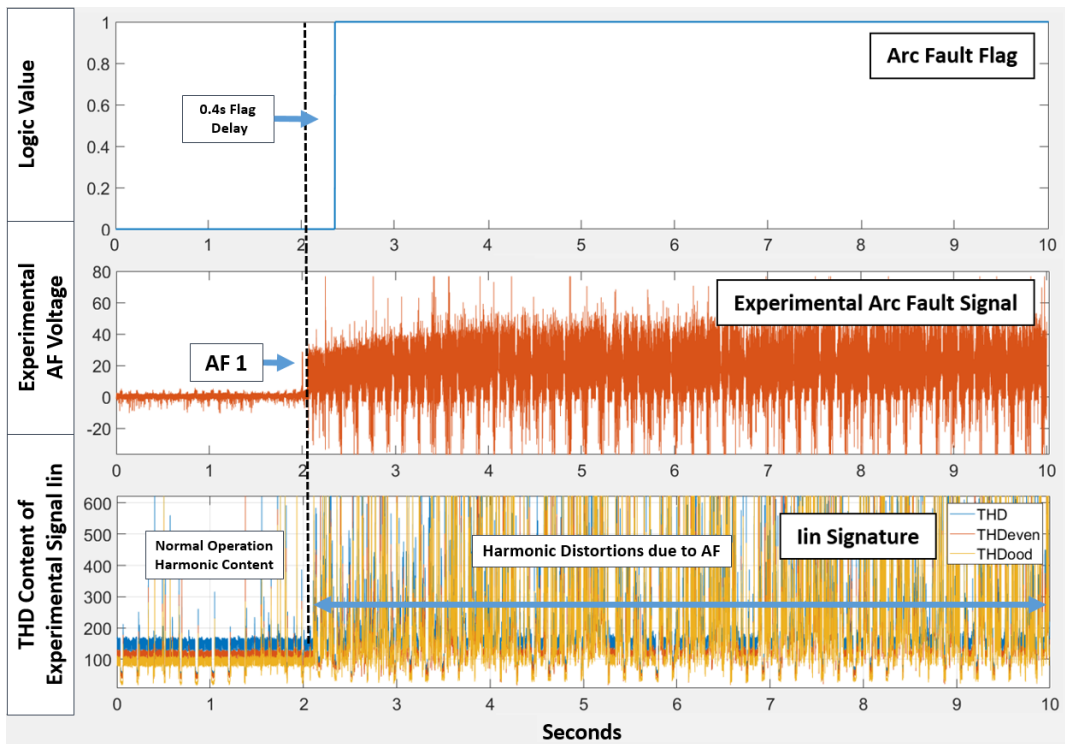 Logic Value
1
0.8
0.6
0.4
0.2
0
0 1 2 3 4 5 6 7 8 9 10
Arc Fault Flag
0.4s Flag
Delay
Experimental
AF Voltage
80
60
40
20
0
-20
0 1 2 3 4 5 6 7 8 9 10
Experimental Arc Fault Signal
AF 1
THD Content of
Experimental Signal Iin
600
500
400
300
200
100
0 1 2 3 4 5 6 7 8 9 10
Normal Operation
Harmonic Content
Harmonic Distortions due to AF
Iin Signature
THD
THDeven
THDood
Seconds